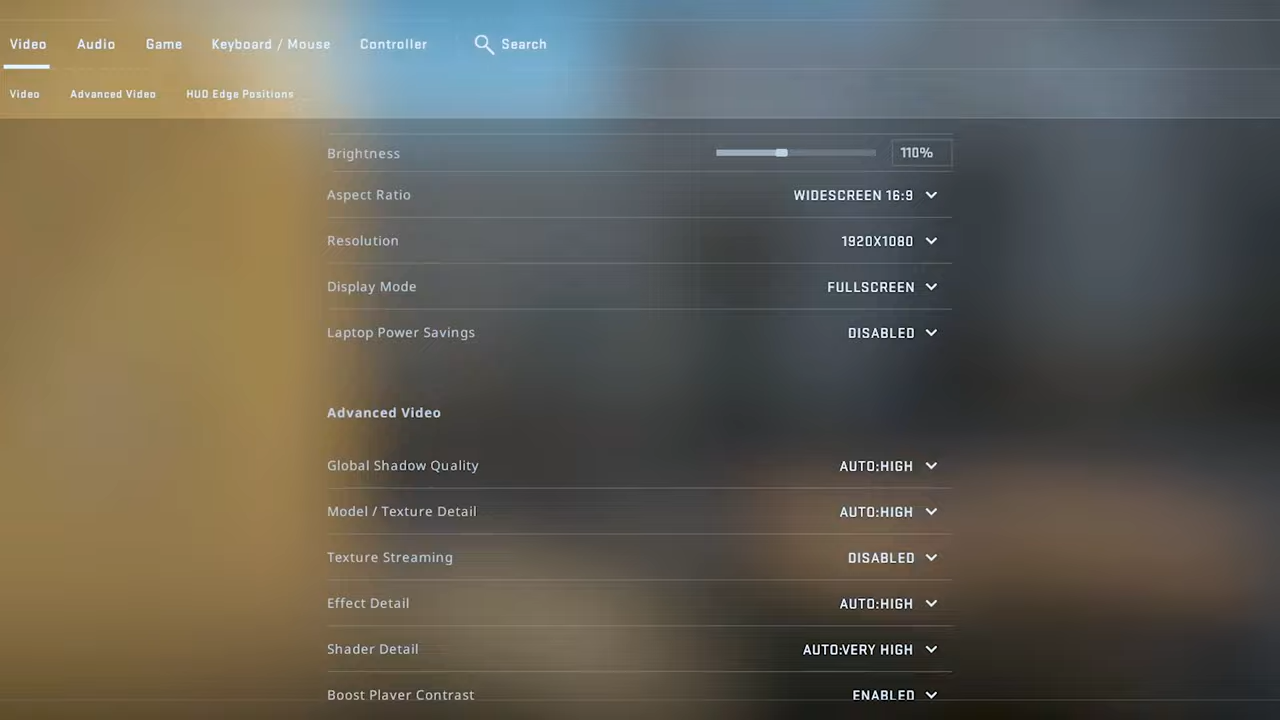 Video Audio Game Keyboard / Mouse Controller Search
Video Advanced Video HUD Edge Positions
Brightness 110%
Aspect Ratio WIDESCREEN 16:9
Resolution 1920X1080
Display Mode FULLSCREEN
Laptop Power Savings DISABLED
Advanced Video
Global Shadow Quality AUTO:HIGH
Model / Texture Detail AUTO:HIGH
Texture Streaming DISABLED
Effect Detail AUTO:HIGH
Shader Detail AUTO:VERY HIGH
Boost Player Contrast ENABLED